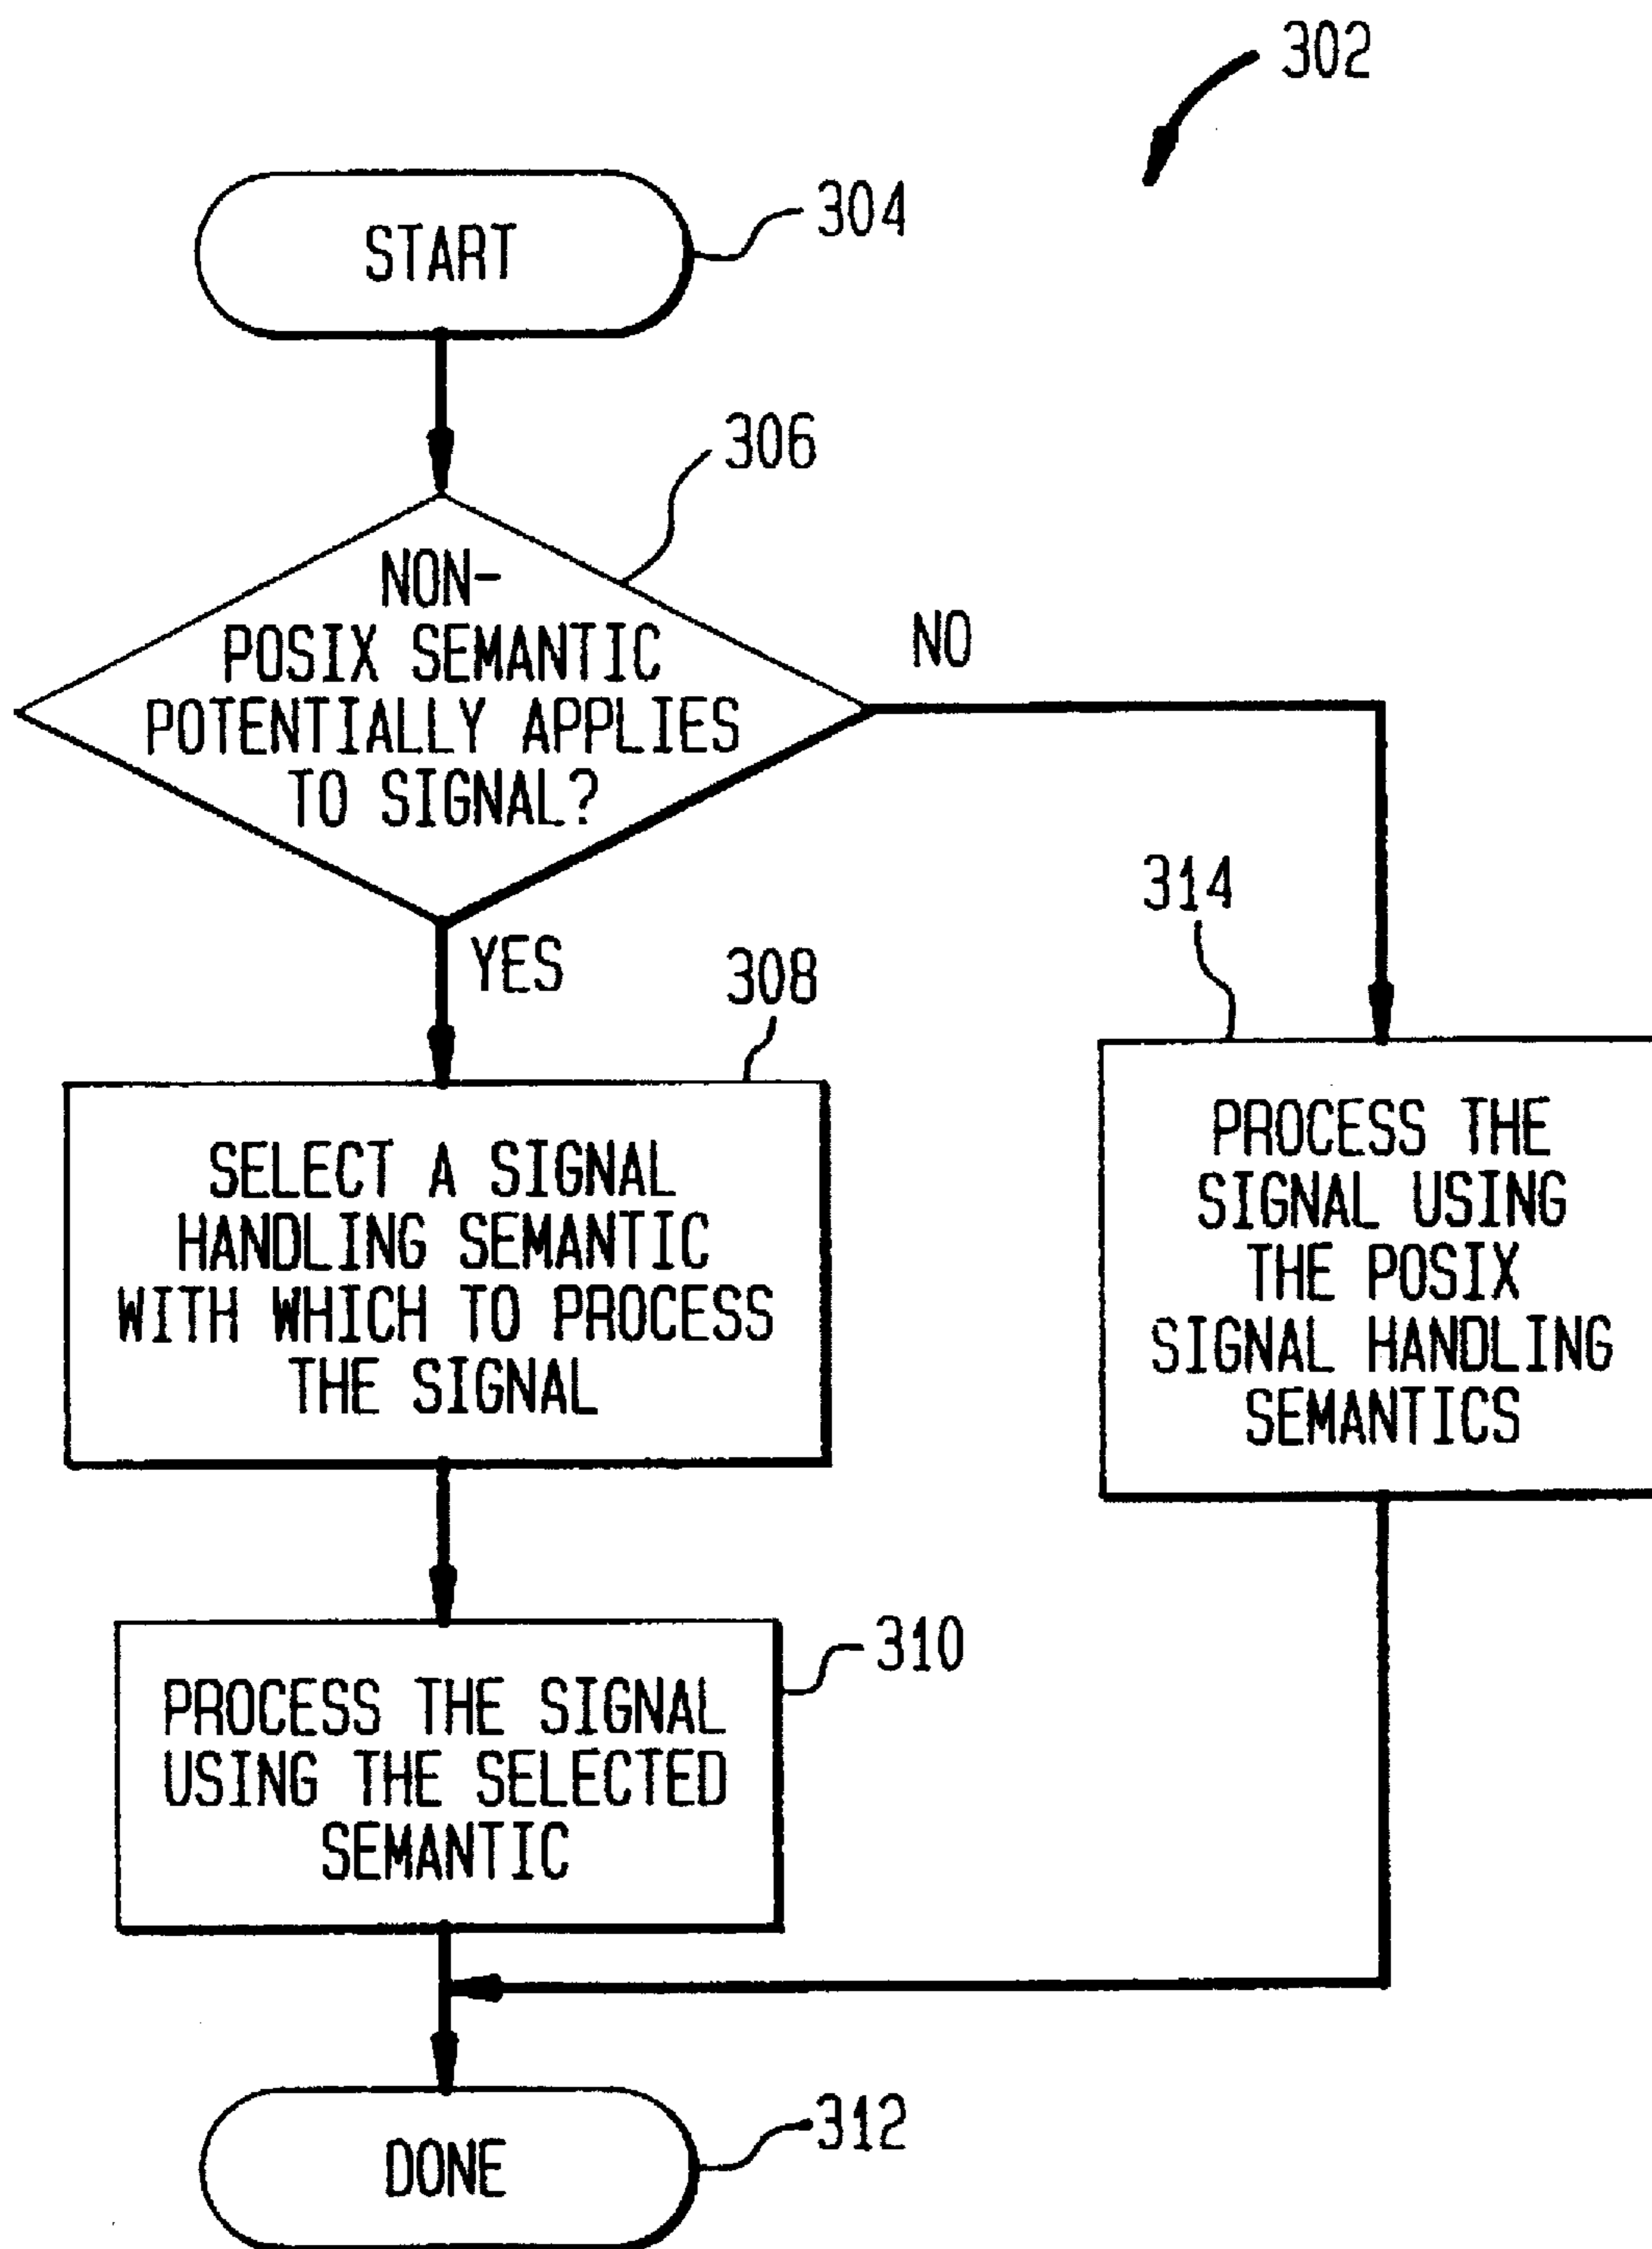 302
START
304
306
NON-
POSIX SEMANTIC
POTENTIALLY APPLIES
TO SIGNAL?
NO
YES
308
SELECT A SIGNAL
HANDLING SEMANTIC
WITH WHICH TO PROCESS
THE SIGNAL
314
PROCESS THE
SIGNAL USING
THE POSIX
SIGNAL HANDLING
SEMANTICS
310
PROCESS THE SIGNAL
USING THE SELECTED
SEMANTIC
DONE
312